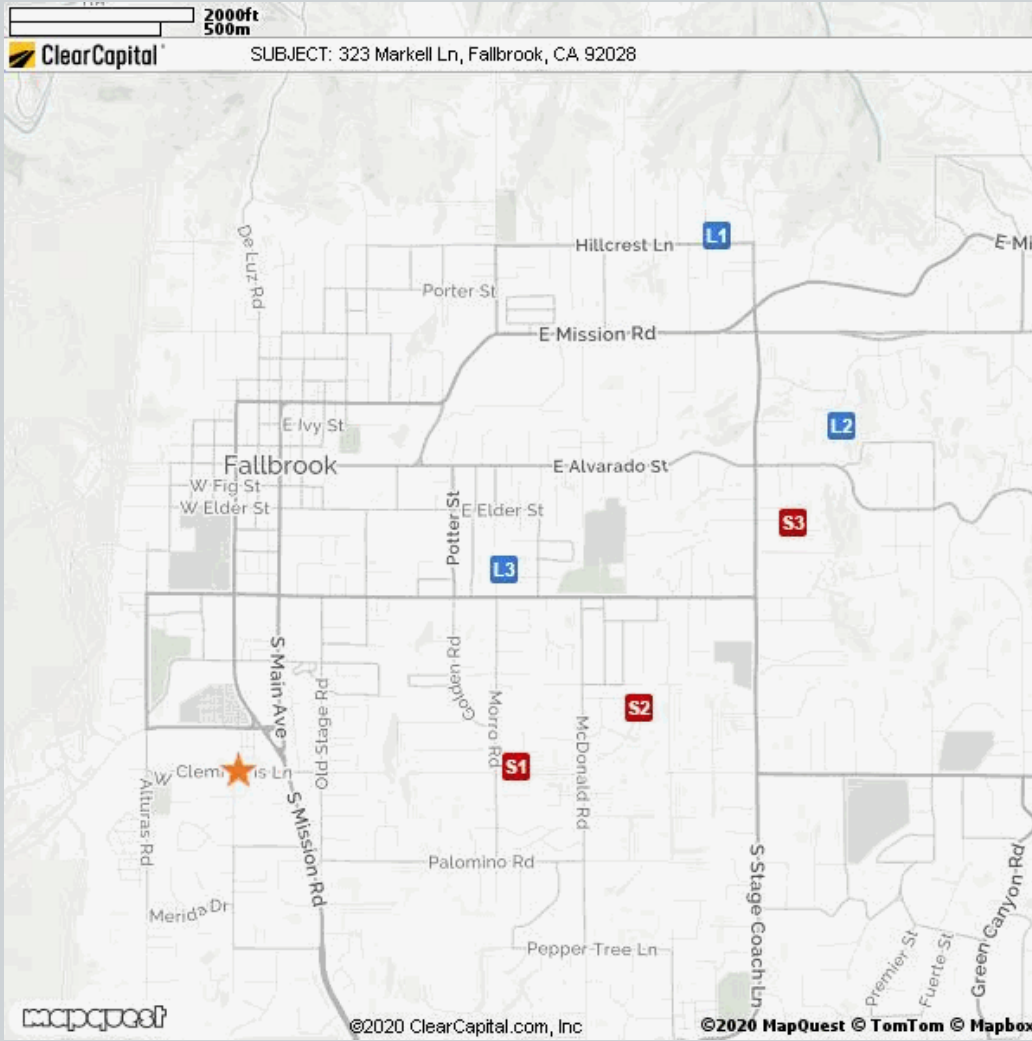 2000ft
500m
ClearCapital
SUBJECT: 323 Markell Ln, Fallbrook, CA 92028
De Luz Rd
Hillcrest Ln
L1
E Mi
Porter St
E Mission Rd
E Ivy St
L2
Fallbrook
E Alvarado St
W Fig St
W Elder St
Potter St
E Elder St
S3
L3
S Main Ave
Old Stage Rd
Golden Rd
Morro Rd
McDonald Rd
S2
S1
W Clem is Ln
Alturas Rd
S Mission Rd
Palomino Rd
S Stage Coach Ln
Merida Dr
Pepper Tree Ln
Premier St
Fuerte St
Green Canyon Rd
mapquest
©2020 ClearCapital.com, Inc
©2020 MapQuest © TomTom © Mapbox